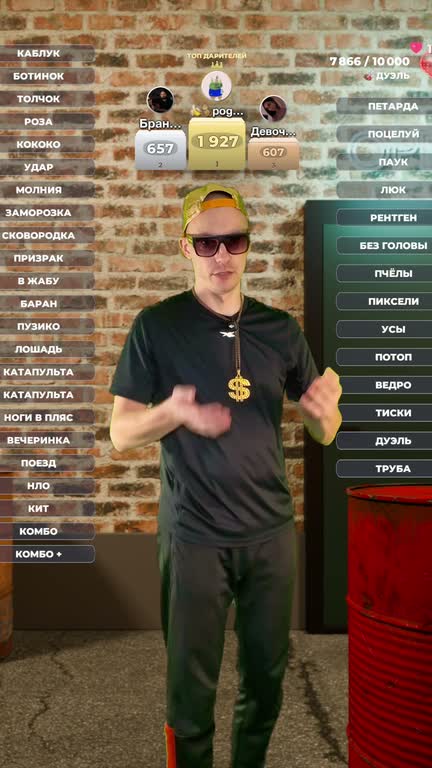 КАБЛУК
БОТИНОК
ТОЛЧОК
РОЗА
КОКОКО
УДАР
МОЛНИЯ
ЗАМОРОЗКА
СКОВОРОДКА
ПРИЗРАК
В ЖАБУ
БАРАН
ПУЗИКО
ЛОШАДЬ
КАТАПУЛЬТА
КАТАПУЛЬТА
НОГИ В ПЛЯС
ВЕЧЕРИНКА
ПОЕЗД
НЛО
КИТ
КОМБО
КОМБО +
ТОП ДАРИТЕЛЕЙ
Бран...
657
2
род...
1 927
1
Девоч...
607
3
1
7 866 / 10 000
ДУЭЛЬ
ПЕТАРДА
ПОЦЕЛУЙ
ПАУК
ЛЮК
РЕНТГЕН
БЕЗ ГОЛОВЫ
ПЧЁЛЫ
ПИКСЕЛИ
УСЫ
ПОТОП
ВЕДРО
ТИСКИ
ДУЭЛЬ
ТРУБА
$